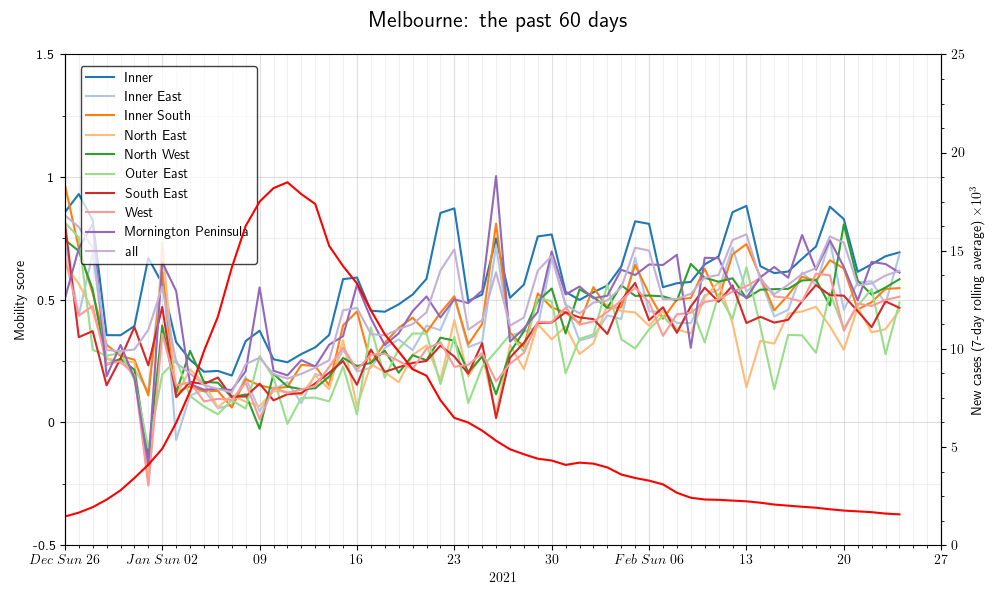 Melbourne: the past 60 days
1.5
1
0.5
0
-0.5
Mobility score
Inner
Inner East
Inner South
North East
North West
Outer East
South East
West
Mornington Peninsula
all
25
20
15
10
5
0
New cases (7-day rolling average) ×10³
Dec Sun 26 Jan Sun 02 09 16 23 30 Feb Sun 06 13 20 27
2021